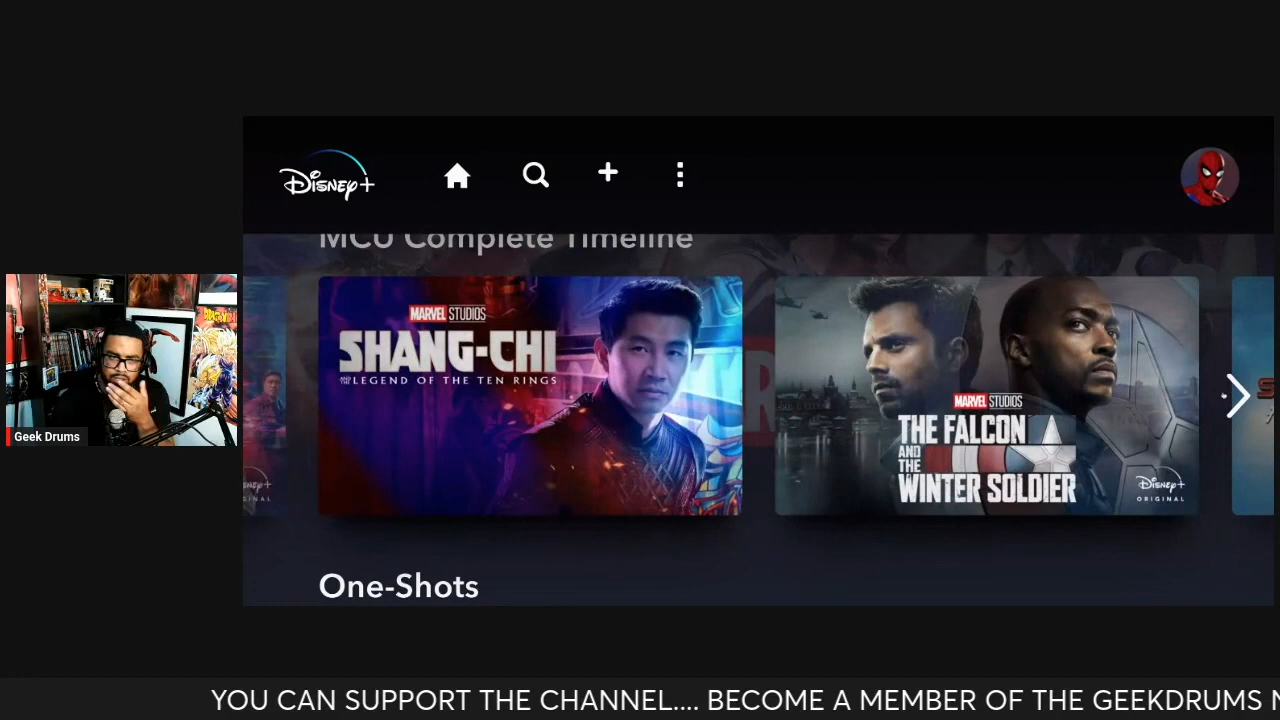 Disney+
MCU Complete Timeline
MARVEL STUDIOS
SHANG-CHI
AND THE LEGEND OF THE TEN RINGS
MARVEL STUDIOS
THE FALCON
AND THE
WINTER SOLDIER
Disney+
ORIGINAL
One-Shots
Geek Drums
YOU CAN SUPPORT THE CHANNEL.... BECOME A MEMBER OF THE GEEKDRUMS